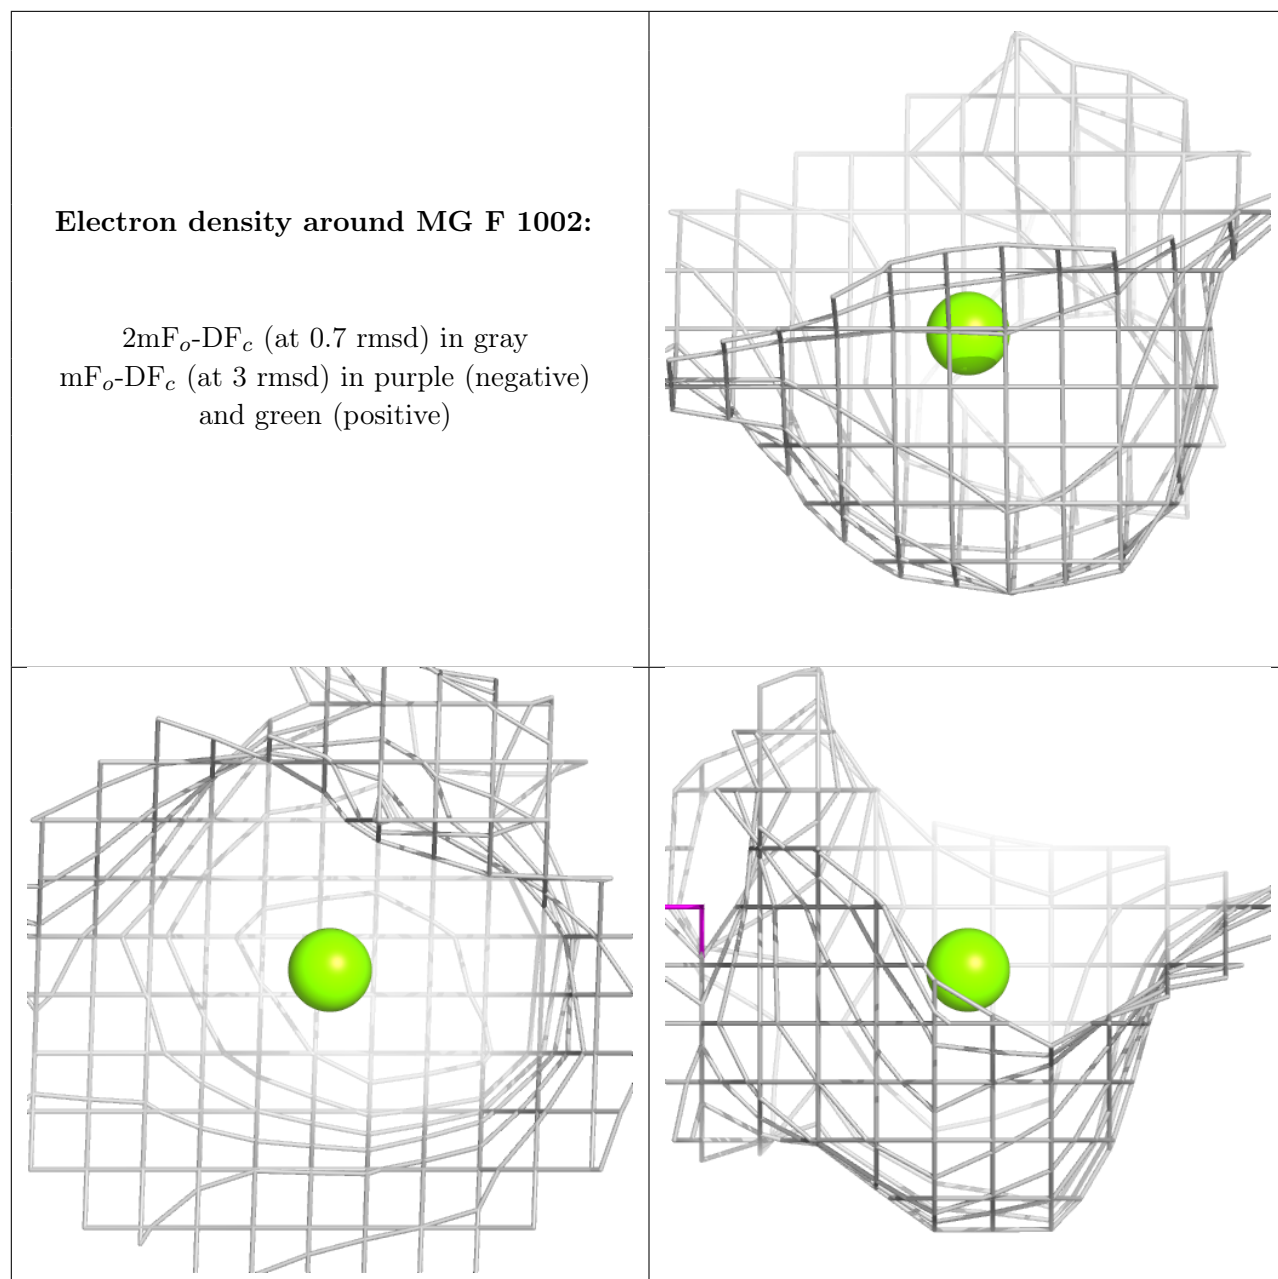 Electron density around MG F 1002:
2mFo-DFc (at 0.7 rmsd) in gray
mFo-DFc (at 3 rmsd) in purple (negative)
and green (positive)